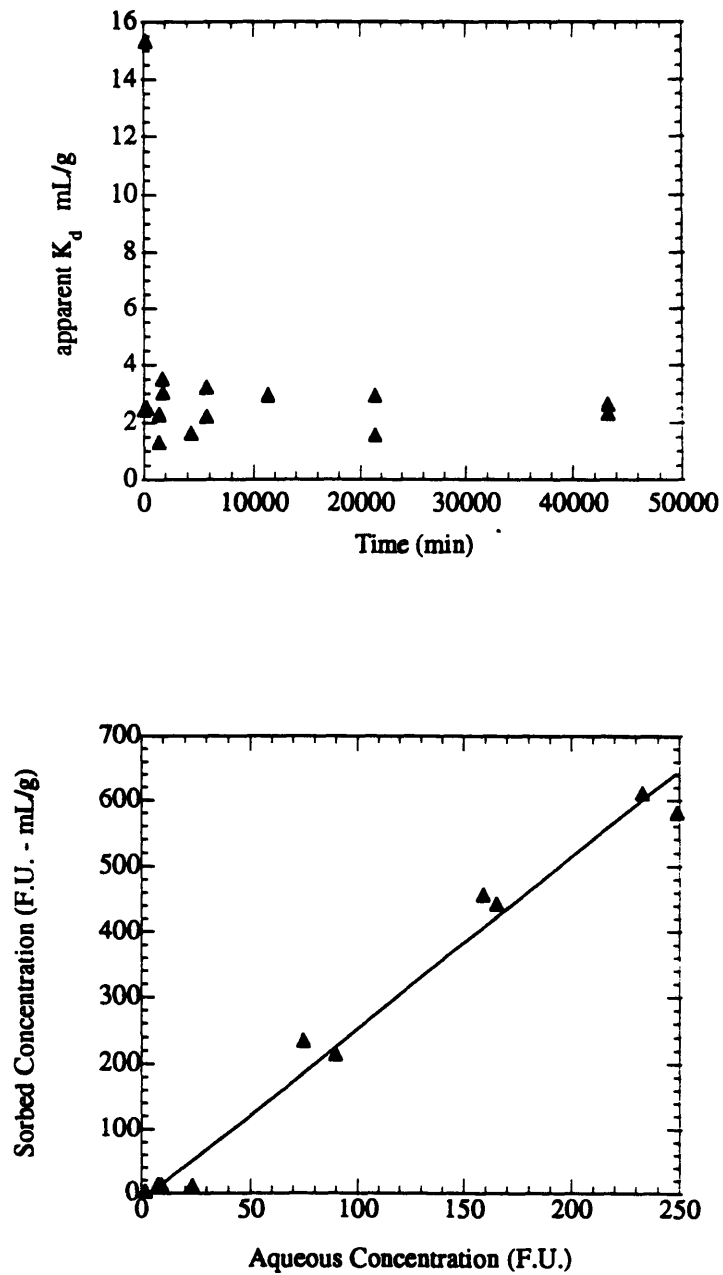 16
14
12
10
8
6
4
2
0
apparent K_d mL/g
0 10000 20000 30000 40000 50000
Time (min)
700
600
500
400
300
200
100
0
Sorbed Concentration (F.U. - mL/g)
0 50 100 150 200 250
Aqueous Concentration (F.U.)